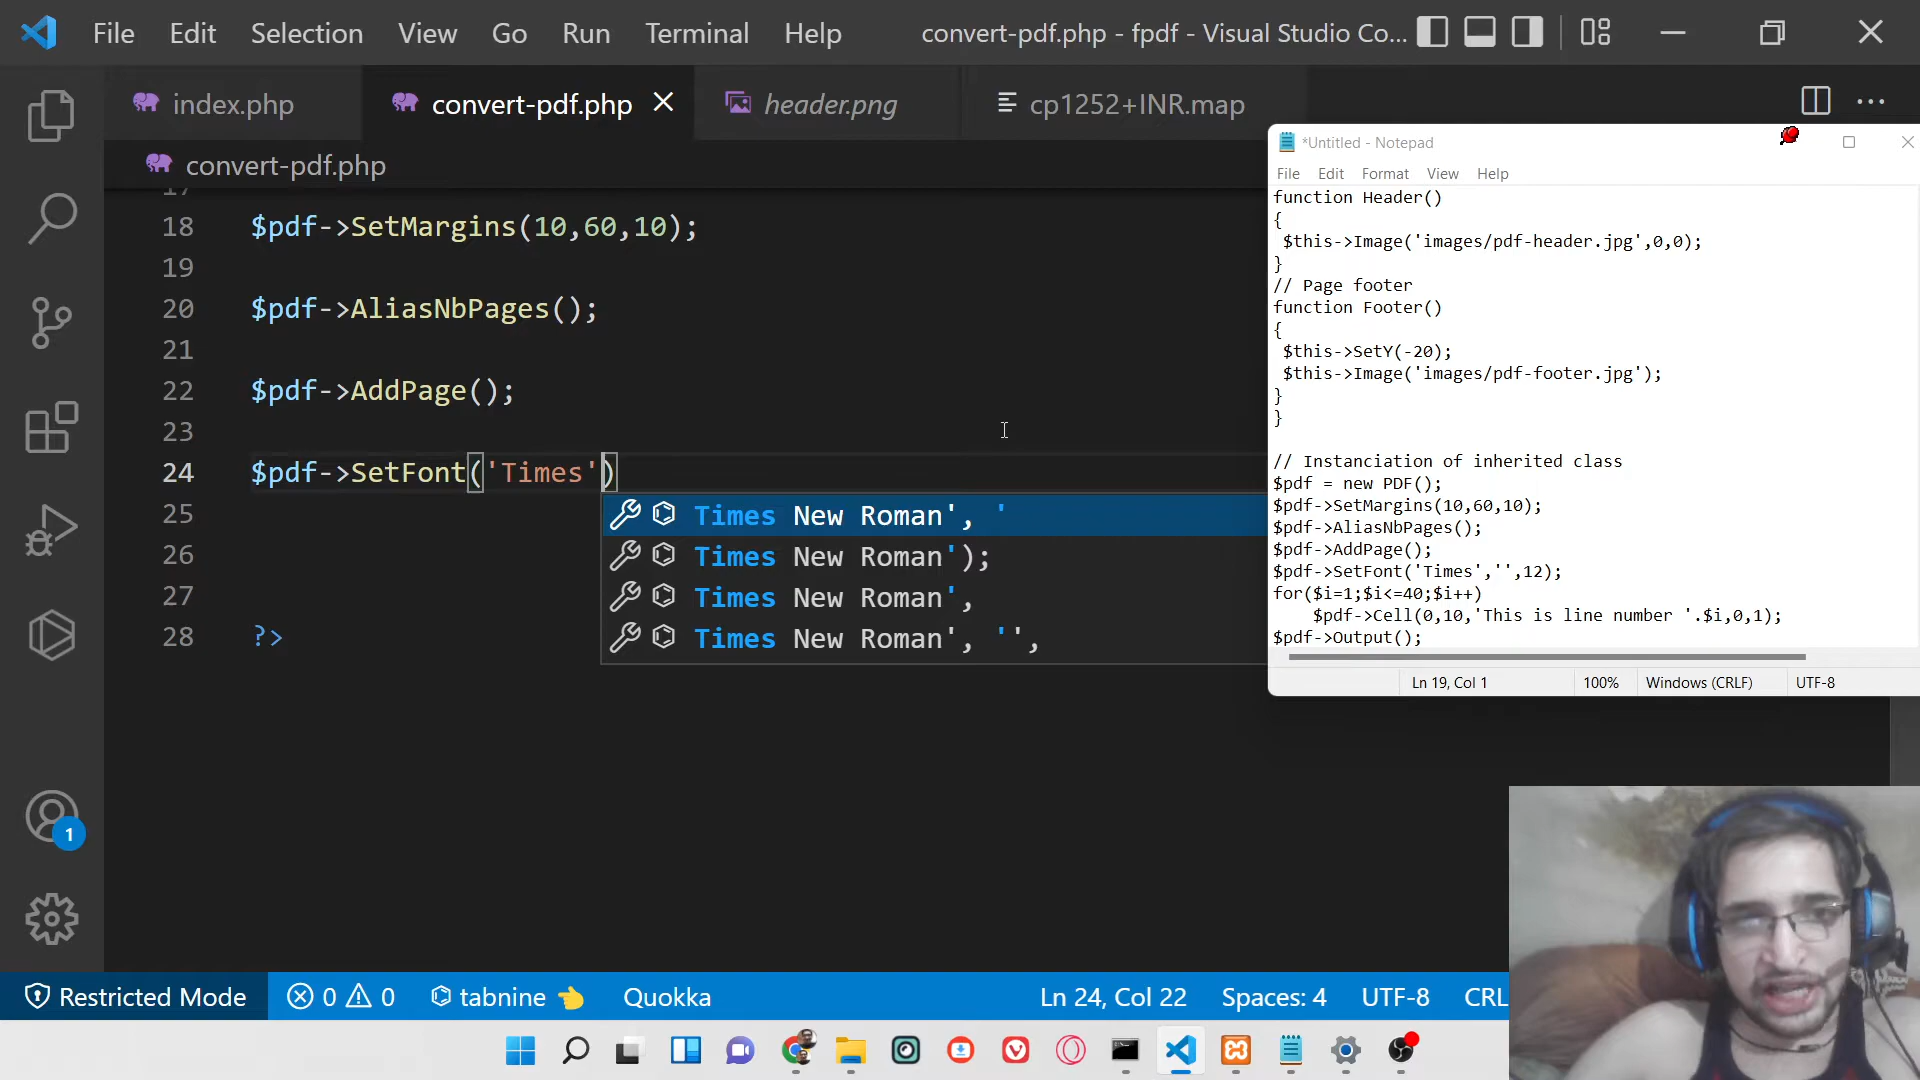 File Edit Selection View Go Run Terminal Help convert-pdf.php - fpdf - Visual Studio Co...
index.php convert-pdf.php header.png cp1252+INR.map
convert-pdf.php
17
18 $pdf->SetMargins(10,60,10);
19
20 $pdf->AliasNbPages();
21
22 $pdf->AddPage();
23
24 $pdf->SetFont('Times')
25
26
27
28 ?>
Times New Roman', '
Times New Roman');
Times New Roman',
Times New Roman', '',
*Untitled - Notepad
File Edit Format View Help
function Header()
{
$this->Image('images/pdf-header.jpg',0,0);
}
// Page footer
function Footer()
{
$this->SetY(-20);
$this->Image('images/pdf-footer.jpg');
}
}
// Instanciation of inherited class
$pdf = new PDF();
$pdf->SetMargins(10,60,10);
$pdf->AliasNbPages();
$pdf->AddPage();
$pdf->SetFont('Times','',12);
for($i=1;$i<=40;$i++)
$pdf->Cell(0,10,'This is line number '.$i,0,1);
$pdf->Output();
Ln 19, Col 1 100% Windows (CRLF) UTF-8
1
Restricted Mode 0 0 tabnine Quokka Ln 24, Col 22 Spaces: 4 UTF-8 CRL